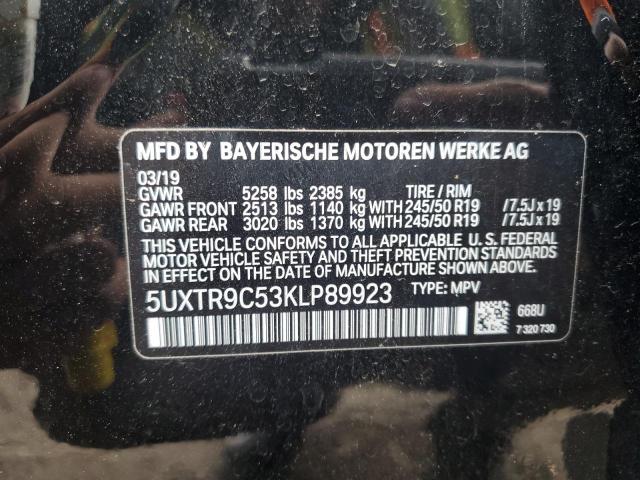 MFD BY BAYERISCHE MOTOREN WERKE AG
03/19
GVWR 5258 lbs 2385 kg TIRE / RIM
GAWR FRONT 2513 lbs 1140 kg WITH 245/50 R19 /7.5J x 19
GAWR REAR 3020 lbs 1370 kg WITH 245/50 R19 /7.5J x 19
THIS VEHICLE CONFORMS TO ALL APPLICABLE U.S. FEDERAL
MOTOR VEHICLE SAFETY AND THEFT PREVENTION STANDARDS
IN EFFECT ON THE DATE OF MANUFACTURE SHOWN ABOVE.
5UXTR9C53KLP89923 TYPE: MPV
668U
7 320 730